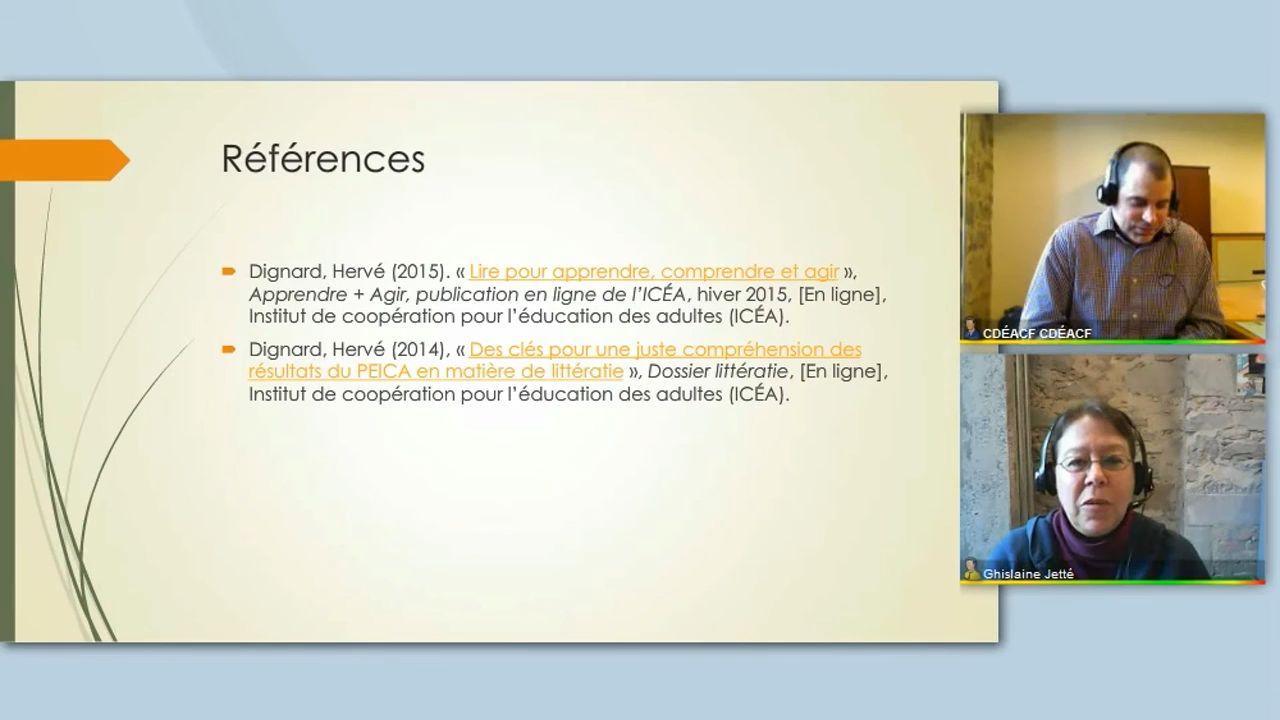 Références
Dignard, Hervé (2015). « Lire pour apprendre, comprendre et agir »,
Apprendre + Agir, publication en ligne de l’ICÉA, hiver 2015, [En ligne],
Institut de coopération pour l’éducation des adultes (ICÉA).
Dignard, Hervé (2014), « Des clés pour une juste compréhension des
résultats du PEICA en matière de littératie », Dossier littératie, [En ligne],
Institut de coopération pour l’éducation des adultes (ICÉA).
CDÉACF CDÉACF
Ghislaine Jetté